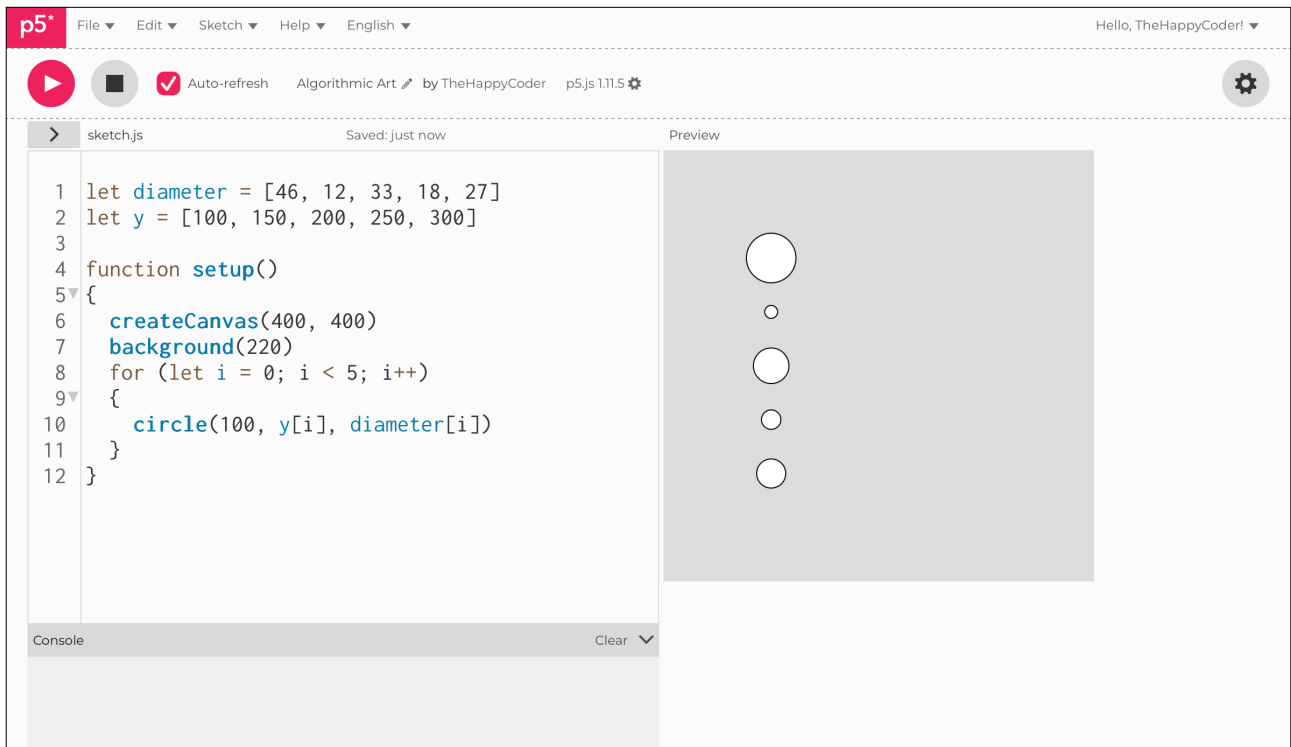 p5* File Edit Sketch Help English Hello, TheHappyCoder!
Auto-refresh Algorithmic Art by TheHappyCoder p5.js 1.11.5
sketch.js Saved: just now Preview
1 let diameter = [46, 12, 33, 18, 27]
2 let y = [100, 150, 200, 250, 300]
3
4 function setup()
5 {
6 createCanvas(400, 400)
7 background(220)
8 for (let i = 0; i < 5; i++)
9 {
10 circle(100, y[i], diameter[i])
11 }
12 }
Console Clear